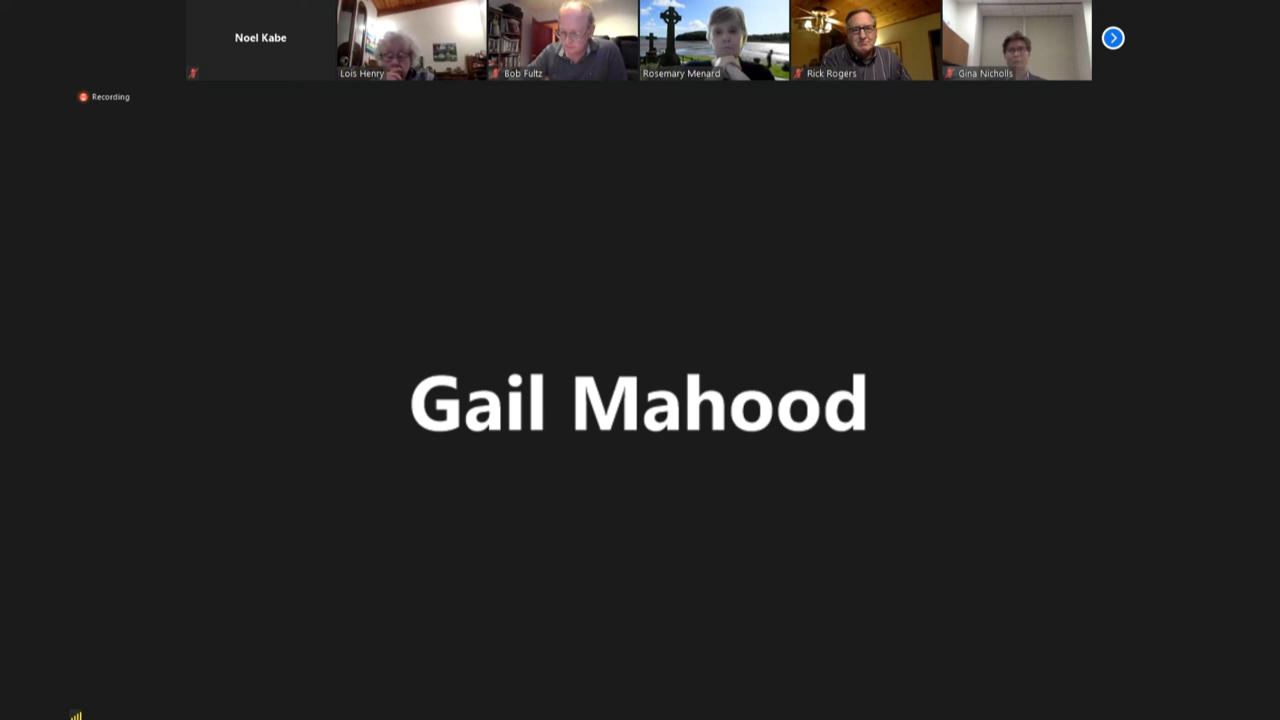 Noel Kabe
Lois Henry
Bob Fultz
Rosemary Menard
Rick Rogers
Gina Nicholls
Recording
Gail Mahood